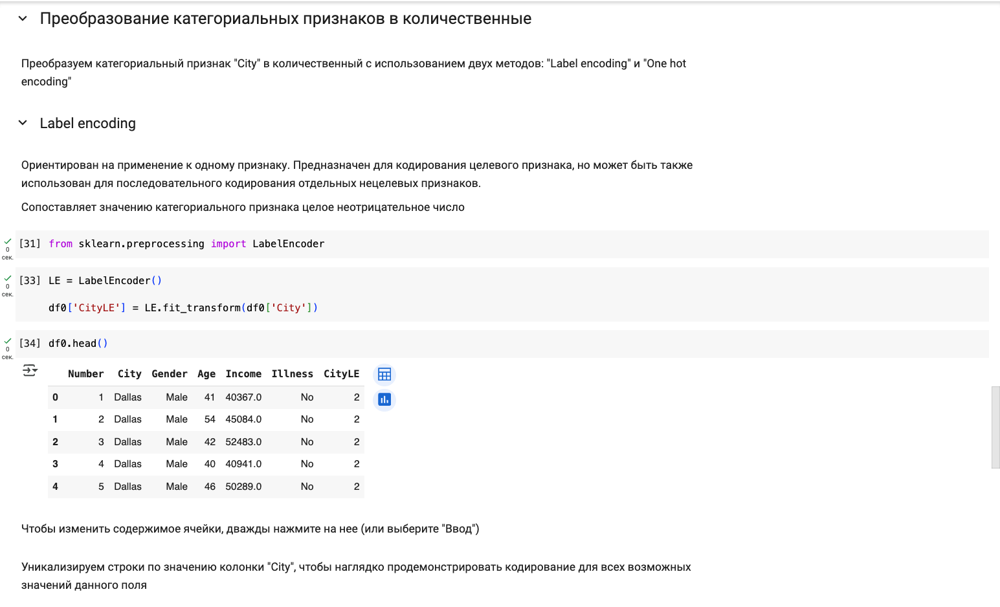 Преобразование категориальных признаков в количественные
Преобразуем категориальный признак "City" в количественный с использованием двух методов: "Label encoding" и "One hot
encoding"
Label encoding
Ориентирован на применение к одному признаку. Предназначен для кодирования целевого признака, но может быть также
использован для последовательного кодирования отдельных нецелевых признаков.
Сопоставляет значению категориального признака целое неотрицательное число
0
сек.
[31] from sklearn.preprocessing import LabelEncoder
0
сек.
[33] LE = LabelEncoder()
df0['CityLE'] = LE.fit_transform(df0['City'])
0
сек.
[34] df0.head()
Number City Gender Age Income Illness CityLE
0 1 Dallas Male 41 40367.0 No 2
1 2 Dallas Male 54 45084.0 No 2
2 3 Dallas Male 42 52483.0 No 2
3 4 Dallas Male 40 40941.0 No 2
4 5 Dallas Male 46 50289.0 No 2
Чтобы изменить содержимое ячейки, дважды нажмите на нее (или выберите "Ввод")
Уникализируем строки по значению колонки "City", чтобы наглядно продемонстрировать кодирование для всех возможных
значений данного поля